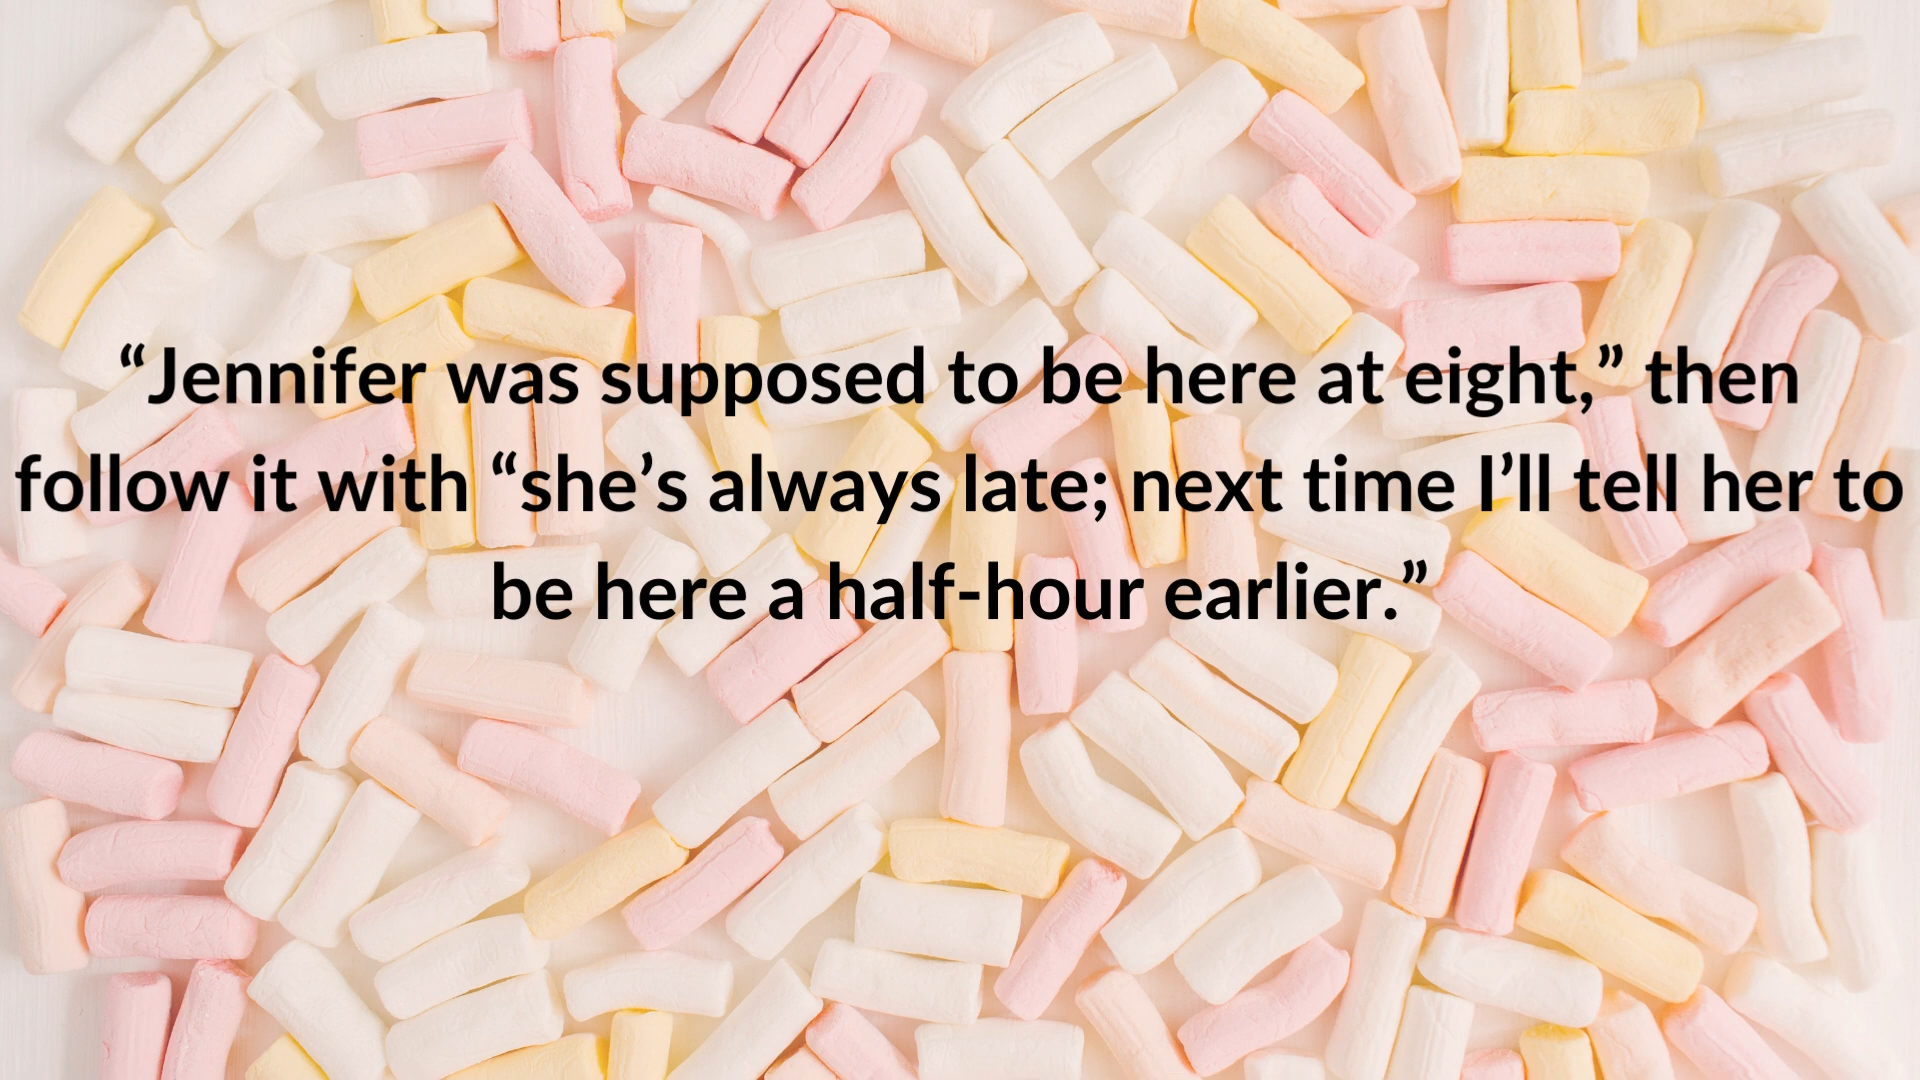 “Jennifer was supposed to be here at eight,” then
follow it with “she’s always late; next time I’ll tell her to
be here a half-hour earlier.”